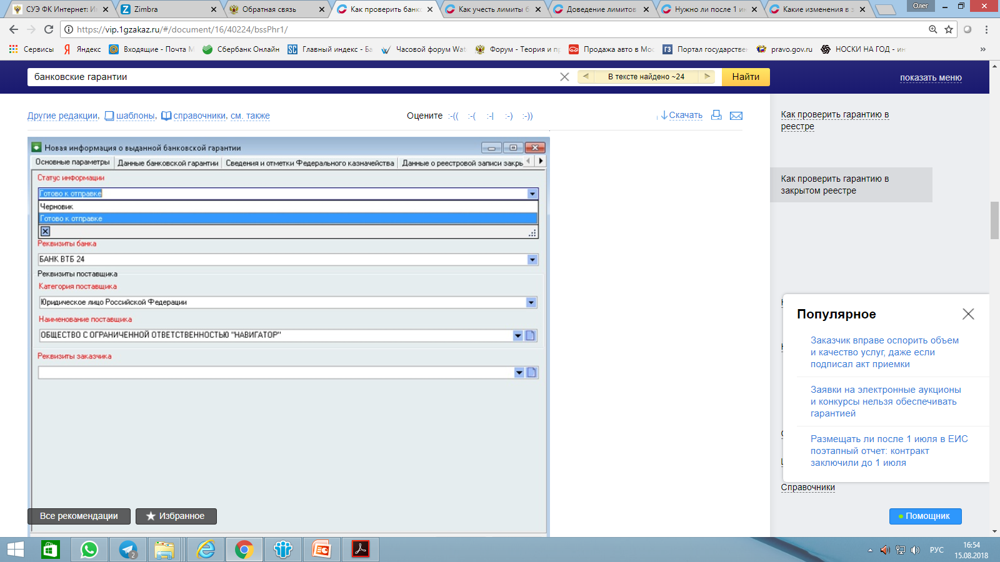 СУЭ ФК Интернет: И
Zimbra
Обратная связь
Как проверить банк
Как учесть лимиты б
Доведение лимитов
Нужно ли после 1 и
Какие изменения в з
Олег
https://vip.1gzakaz.ru/#/document/16/40224/bssPhr1/
Сервисы
Яндекс
Входящие - Почта M
Сбербанк Онлайн
Главный индекс - Ба
Часовой форум Wat
Форум - Теория и пр
Продажа авто в Мос
Портал государстве
pravo.gov.ru
НОСКИ НА ГОД - ин
банковские гарантии
В тексте найдено ~24
Найти
показать меню
Другие редакции, шаблоны, справочники, см. также
Оцените :-(( :-( :-| :-) :-))
Скачать
Как проверить гарантию в
реестре
Как проверить гарантию в
закрытом реестре
Новая информация о выданной банковской гарантии
Основные параметры
Данные банковской гарантии
Сведения и отметки Федерального казначейства
Данные о реестровой записи закры
Статус информации
Готово к отправке
Черновик
Готово к отправке
Реквизиты банка
БАНК ВТБ 24
Реквизиты поставщика
Категория поставщика
Юридическое лицо Российской Федерации
Наименование поставщика
ОБЩЕСТВО С ОГРАНИЧЕННОЙ ОТВЕТСТВЕННОСТЬЮ "НАВИГАТОР"
Реквизиты заказчика
Популярное
Заказчик вправе оспорить объем
и качество услуг, даже если
подписал акт приемки
Заявки на электронные аукционы
и конкурсы нельзя обеспечивать
гарантией
Размещать ли после 1 июля в ЕИС
поэтапный отчет: контракт
заключили до 1 июля
Справочники
Все рекомендации
Избранное
Помощник
2
РУС
16:54
15.08.2018